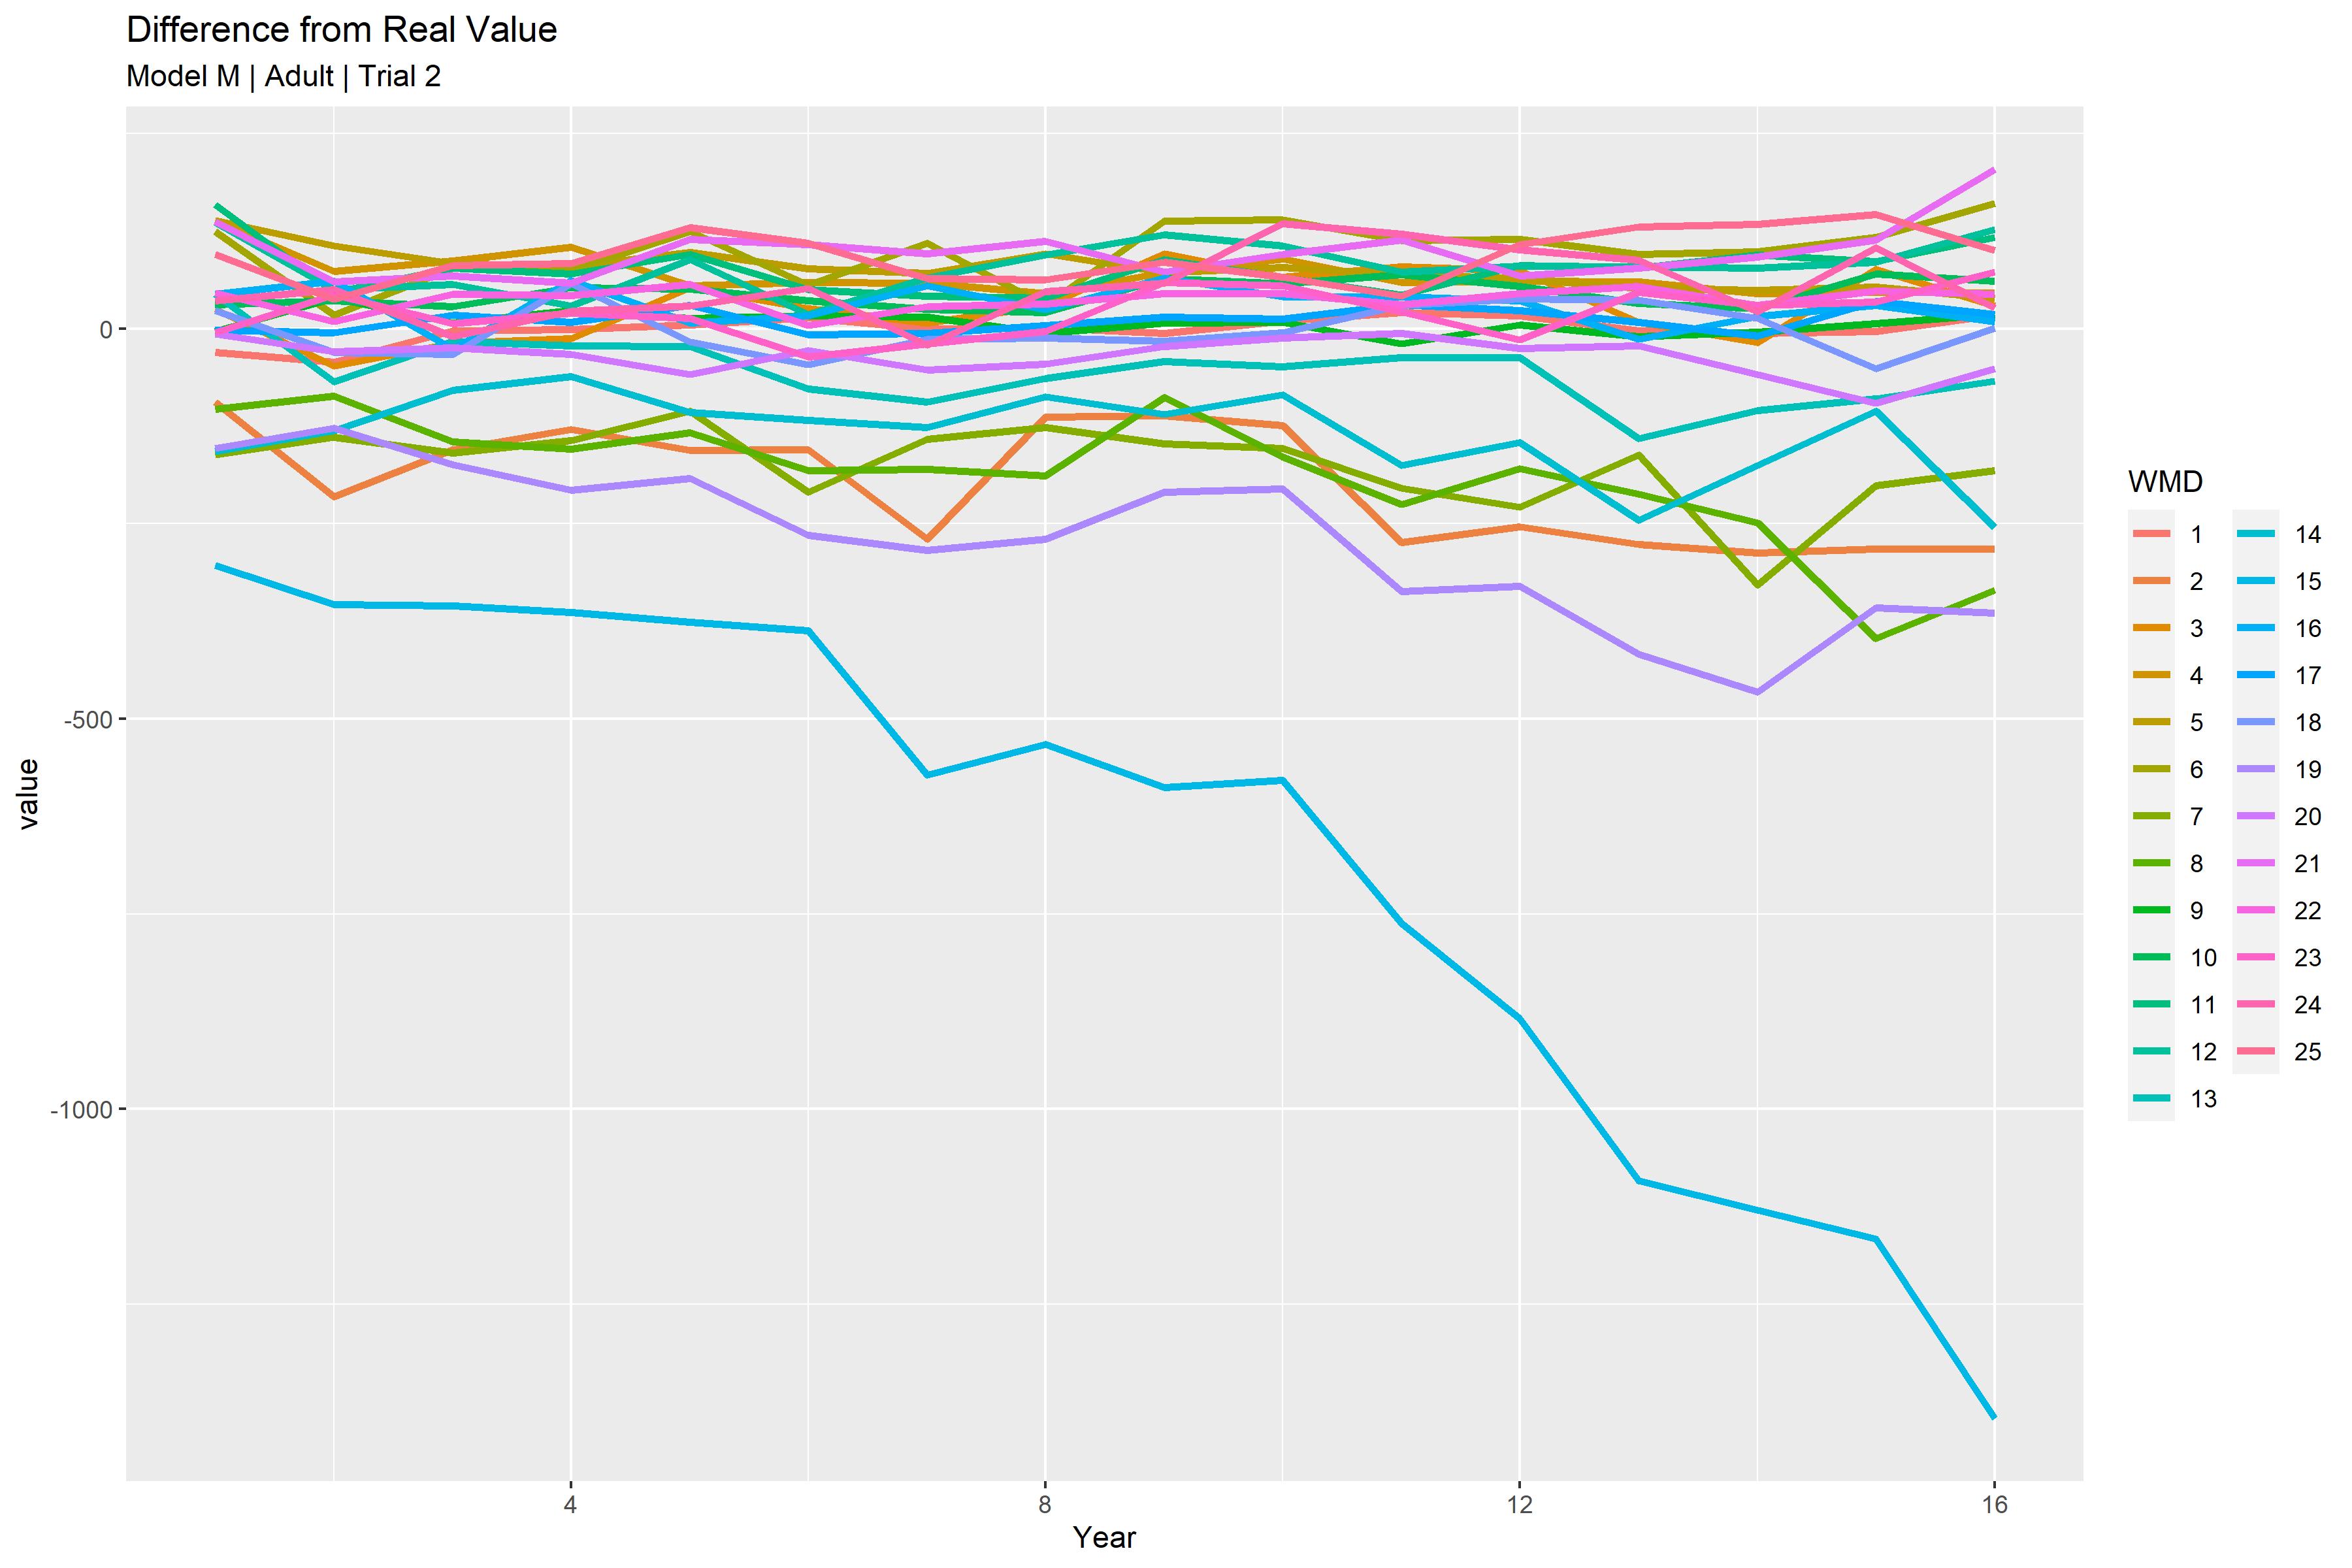 Difference from Real Value
Model M | Adult | Trial 2
0
-500
-1000
value
4 8 12 16
Year
WMD
1 14
2 15
3 16
4 17
5 18
6 19
7 20
8 21
9 22
10 23
11 24
12 25
13